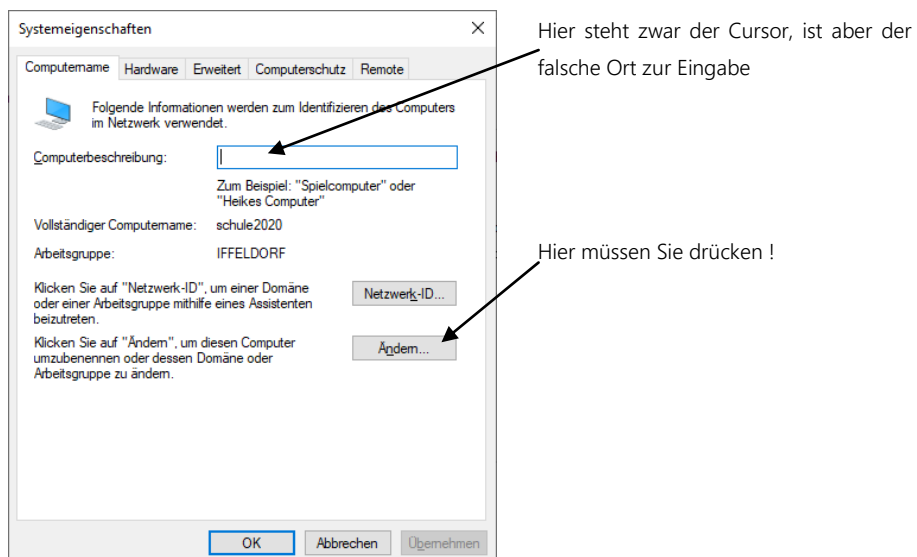 Systemeigenschaften
Hier steht zwar der Cursor, ist aber der
falsche Ort zur Eingabe
Computername Hardware Erweitert Computerschutz Remote
Folgende Informationen werden zum Identifizieren des Computers
im Netzwerk verwendet.
Computerbeschreibung:
Zum Beispiel: "Spielcomputer" oder
"Heikes Computer"
Vollständiger Computername: schule2020
Arbeitsgruppe: IFFELDORF
Hier müssen Sie drücken !
Klicken Sie auf "Netzwerk-ID", um einer Domäne
oder einer Arbeitsgruppe mithilfe eines Assistenten
beizutreten.
Netzwerk-ID...
Klicken Sie auf "Ändern", um diesen Computer
umzubenennen oder dessen Domäne oder
Arbeitsgruppe zu ändern.
Ändern...
OK Abbrechen Übernehmen